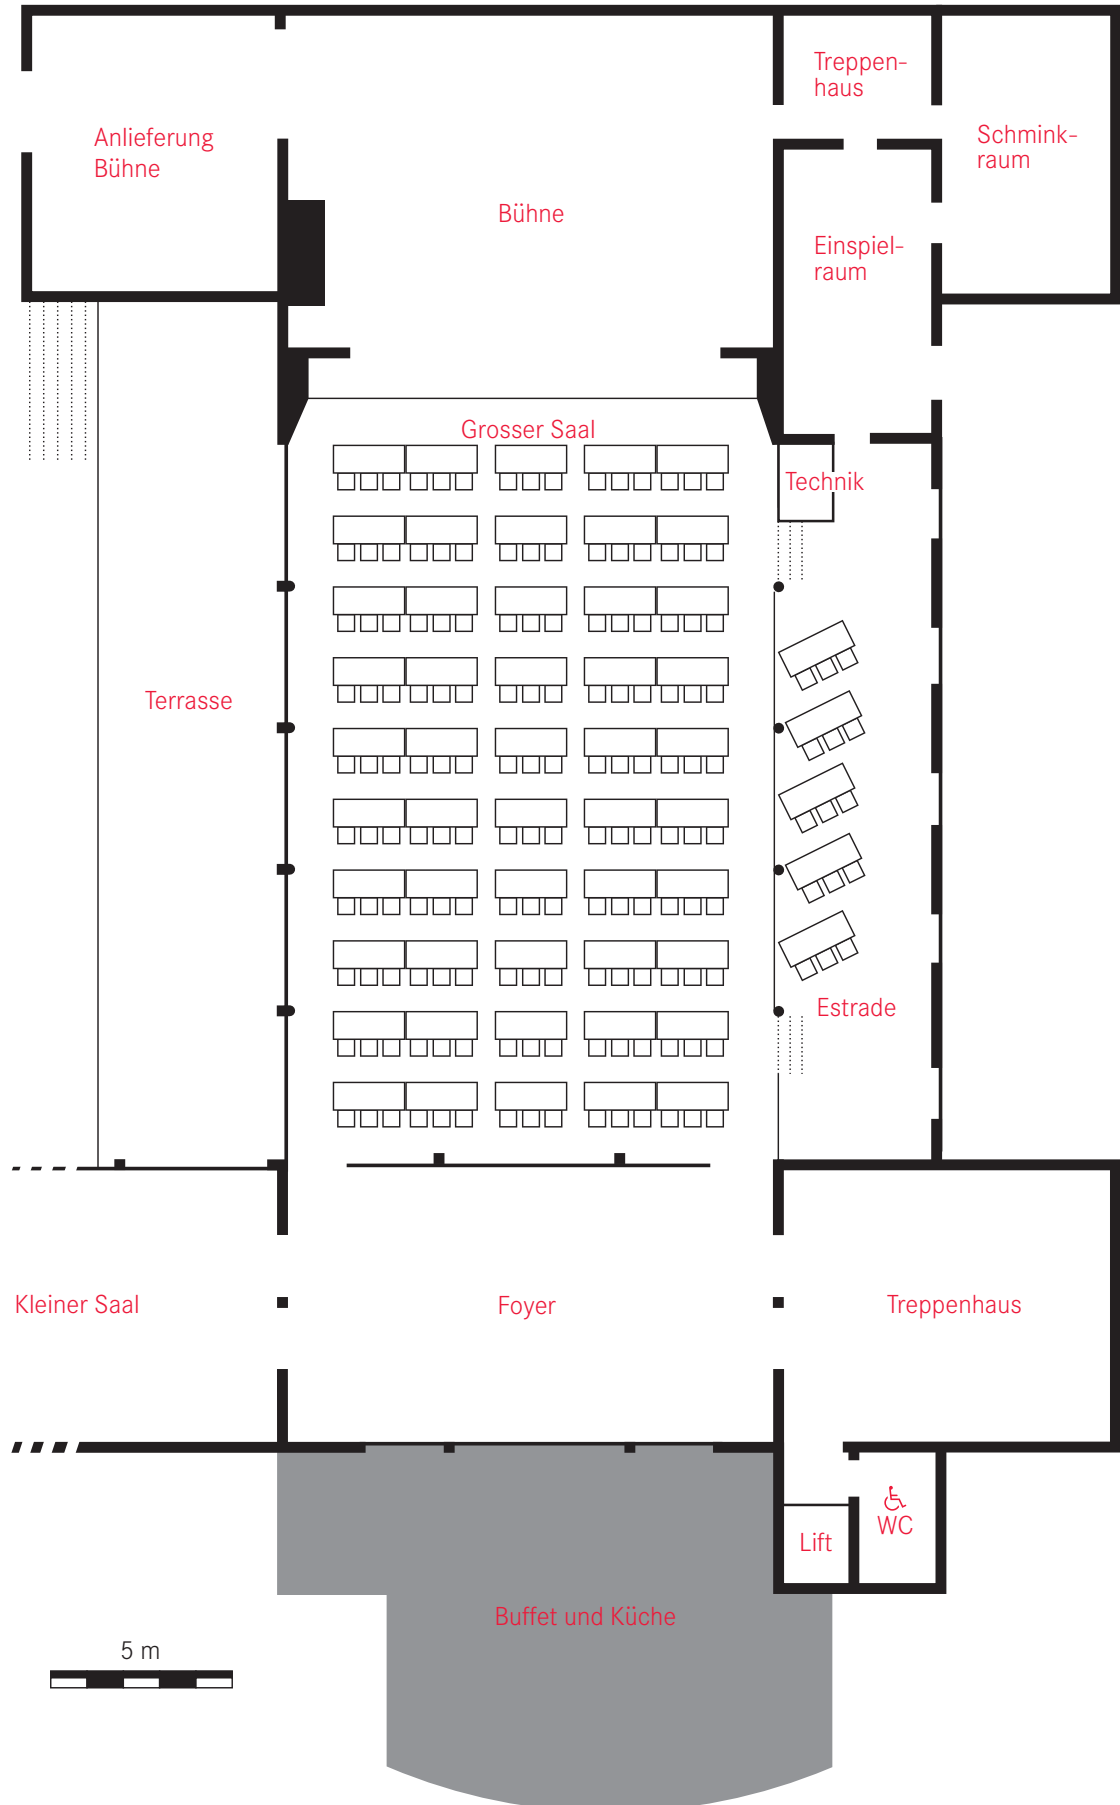 Treppen-
haus
Anlieferung
Bühne
Schmink-
raum
Bühne
Einspiel-
raum
Grosser Saal
Technik
Terrasse
Estrade
Kleiner Saal
Foyer
Treppenhaus
WC
Lift
Buffet und Küche
5 m